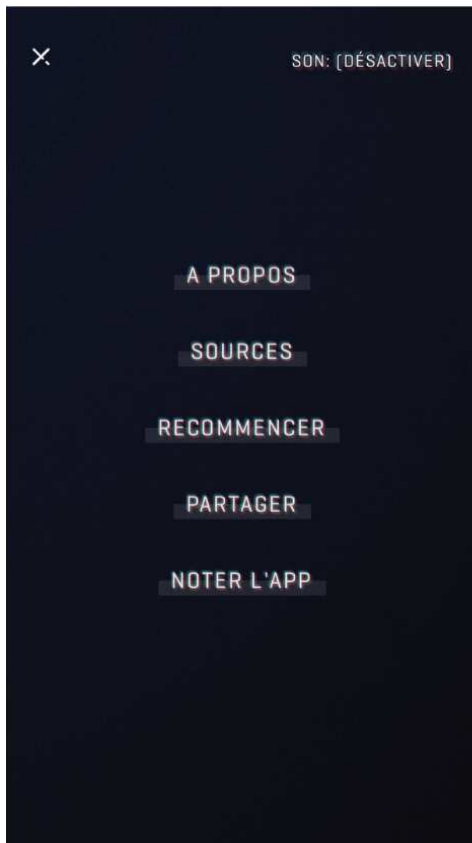 SON: [DÉSACTIVER]
A PROPOS
SOURCES
RECOMMENCER
PARTAGER
NOTER L'APP